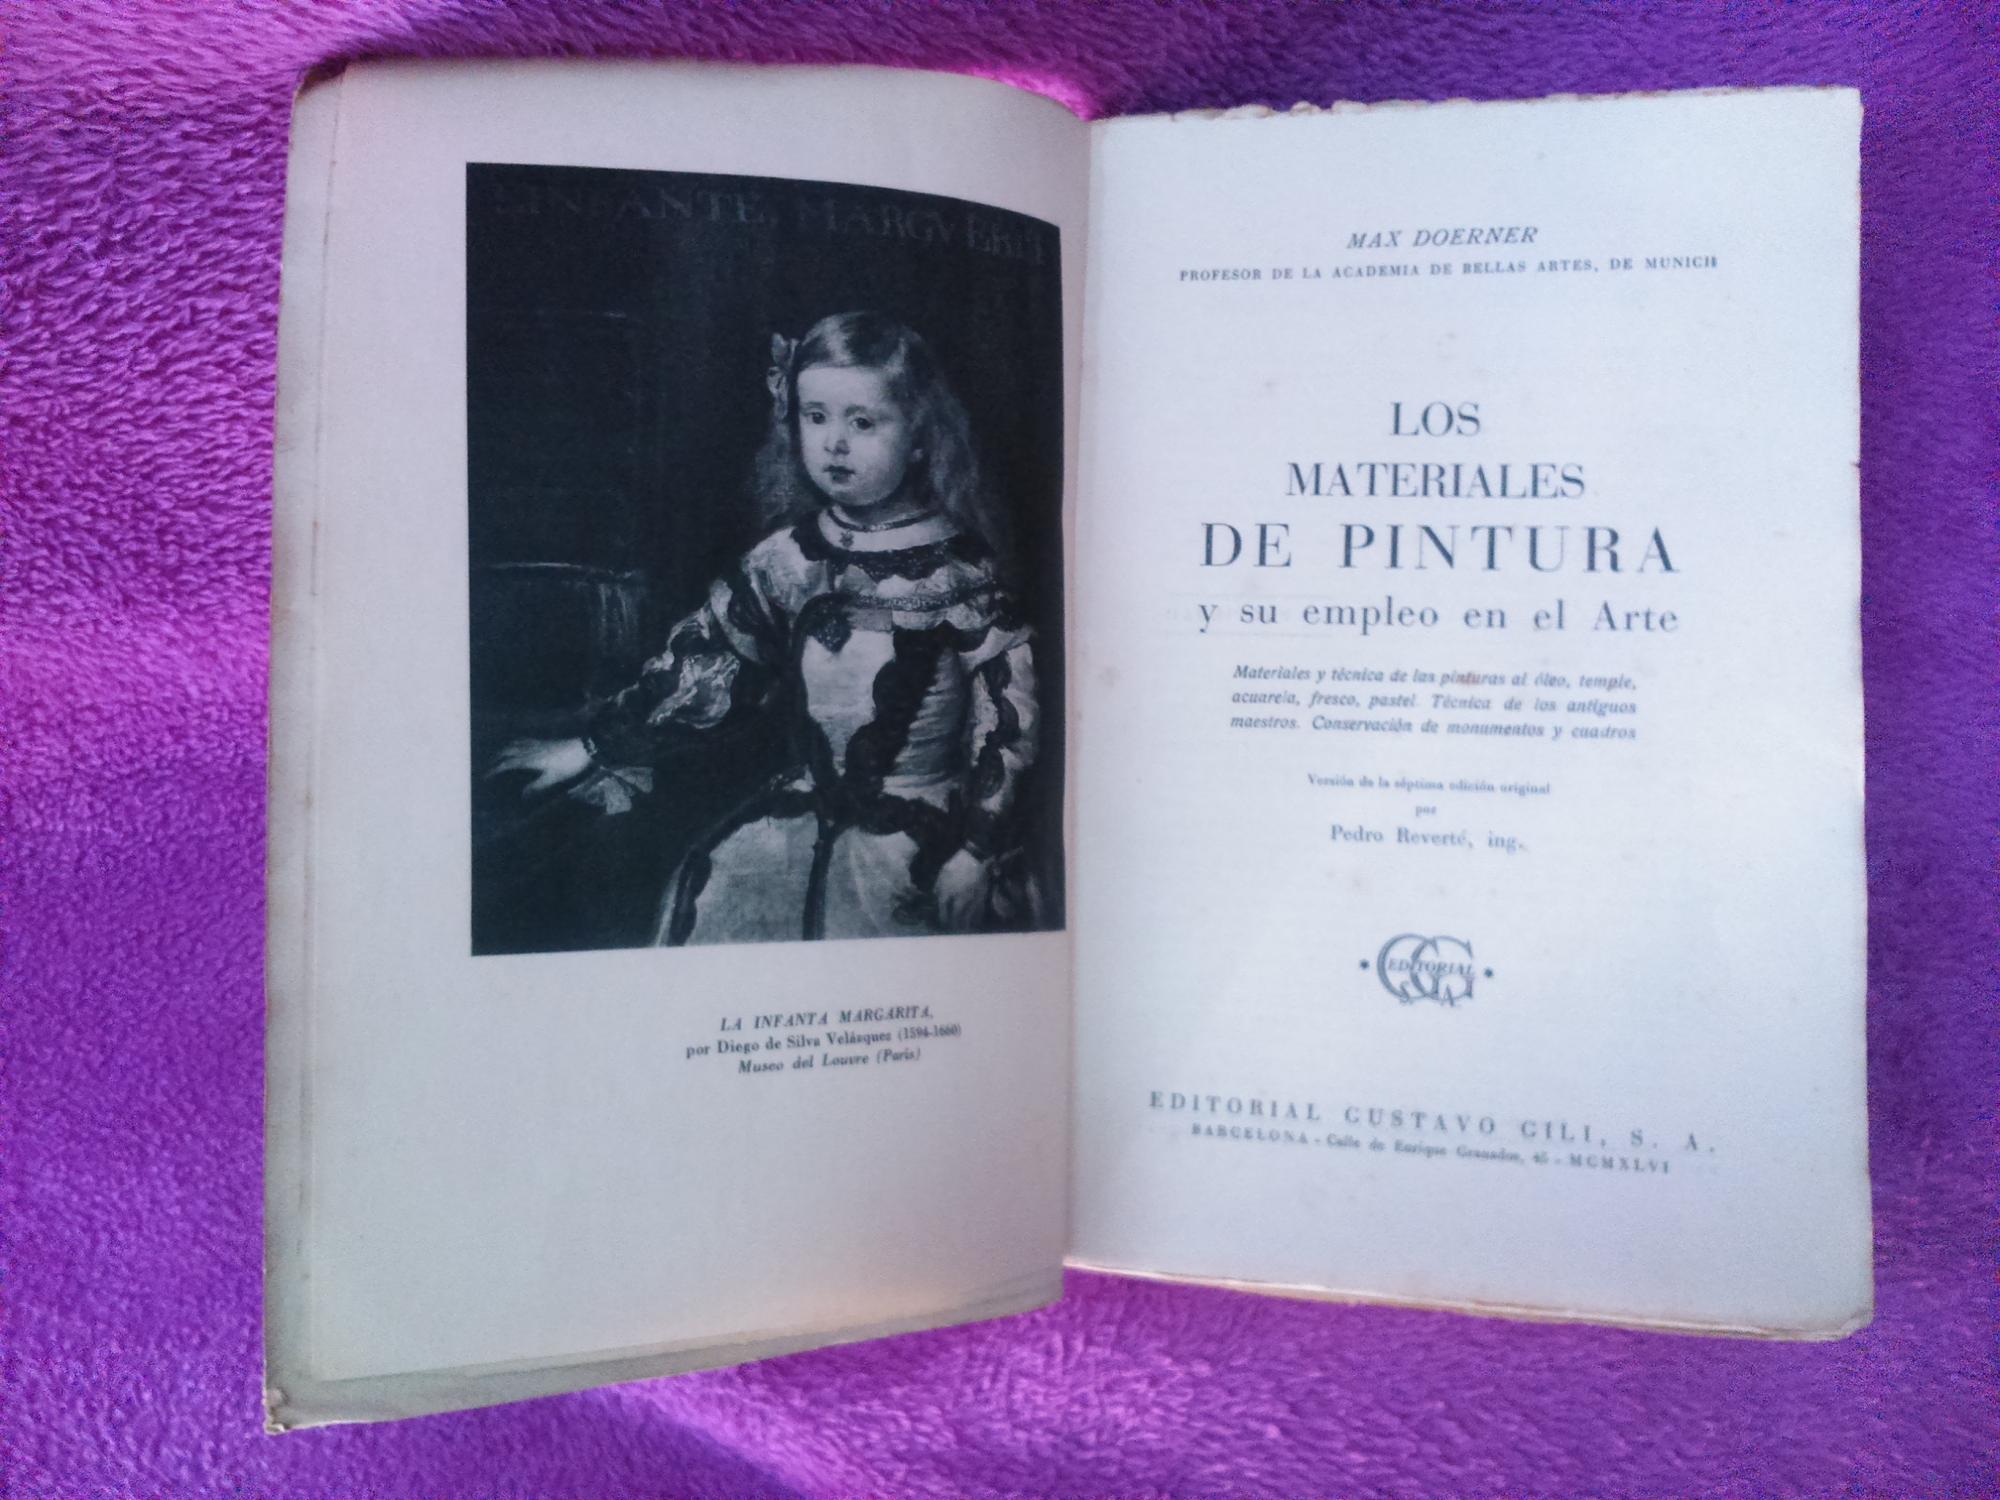 L'INFANTE MARGVERIT
LA INFANTA MARGARITA,
por Diego de Silva Velázquez (1594-1660)
Museo del Louvre (París)
MAX DOERNER
PROFESOR DE LA ACADEMIA DE BELLAS ARTES, DE MUNICH
LOS
MATERIALES
DE PINTURA
y su empleo en el Arte
Materiales y técnica de las pinturas al óleo, temple,
acuarela, fresco, pastel. Técnica de los antiguos
maestros. Conservación de monumentos y cuadros
Versión de la séptima edición original
por
Pedro Reverté, ing.
GG
EDITORIAL
S A
EDITORIAL GUSTAVO GILI, S. A.
BARCELONA - Calle de Enrique Granados, 45 - MCMXLVI